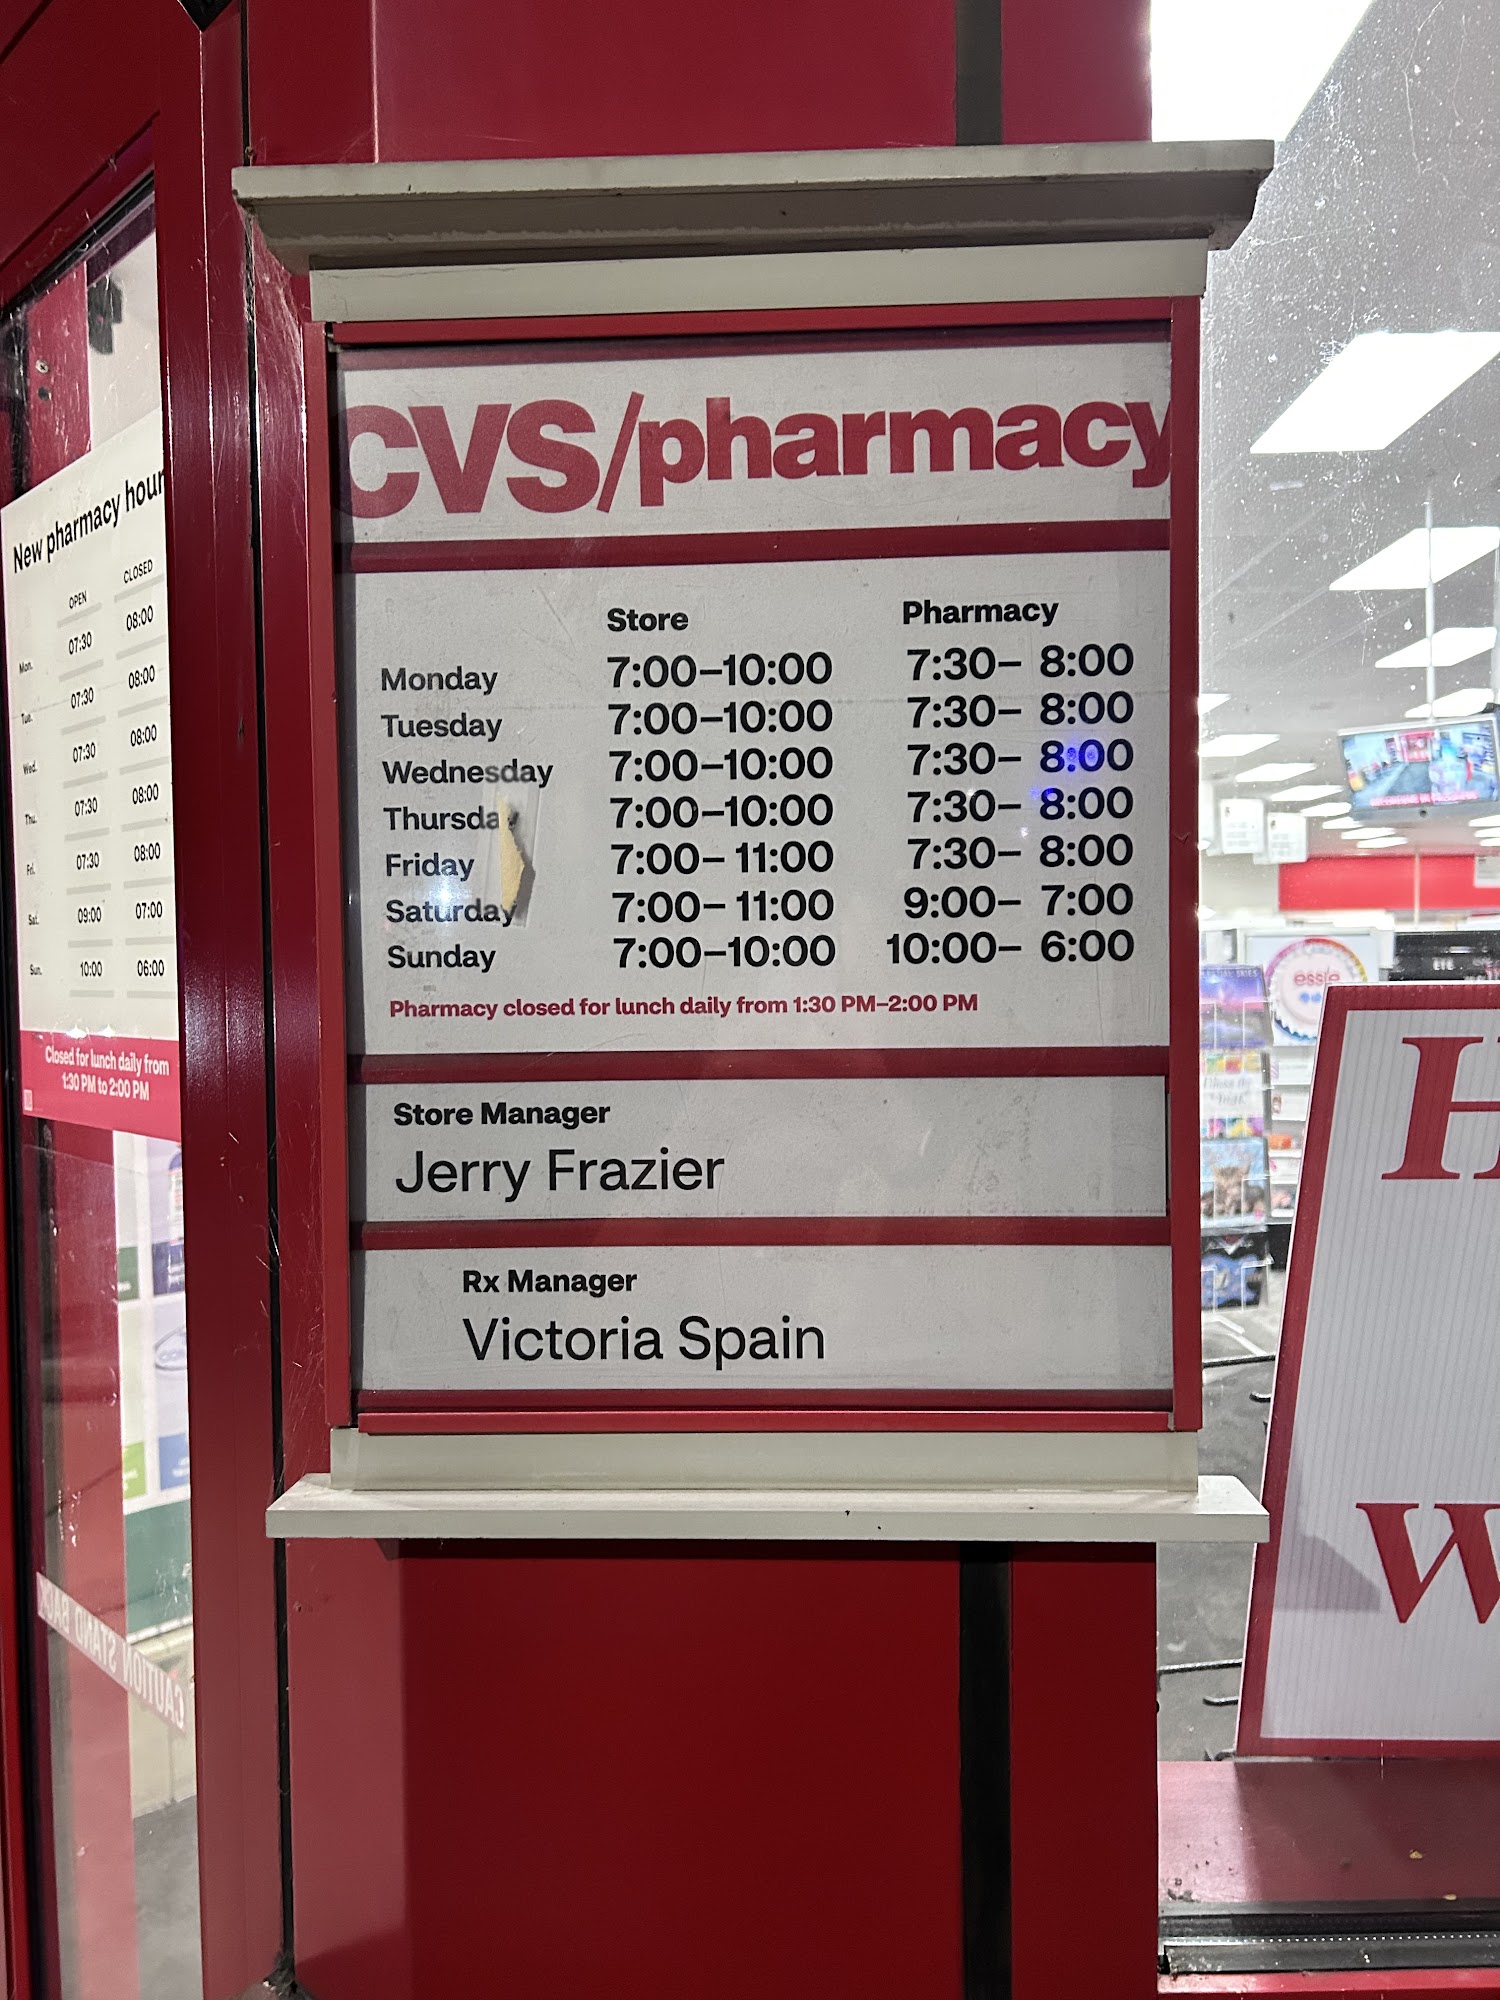 New pharmacy hour
OPEN CLOSED
Mon. 07:30 08:00
Tue. 07:30 08:00
Wed. 07:30 08:00
Thu. 07:30 08:00
Fri. 07:30 08:00
Sat. 09:00 07:00
Sun. 10:00 06:00
Closed for lunch daily from
1:30 PM to 2:00 PM
CAUTION STAND BACK
CVS/pharmacy
Store Pharmacy
Monday 7:00–10:00 7:30– 8:00
Tuesday 7:00–10:00 7:30– 8:00
Wednesday 7:00–10:00 7:30– 8:00
Thursday 7:00–10:00 7:30– 8:00
Friday 7:00– 11:00 7:30– 8:00
Saturday 7:00– 11:00 9:00– 7:00
Sunday 7:00–10:00 10:00– 6:00
Pharmacy closed for lunch daily from 1:30 PM–2:00 PM
Store Manager
Jerry Frazier
Rx Manager
Victoria Spain
essie
EYE
H
W